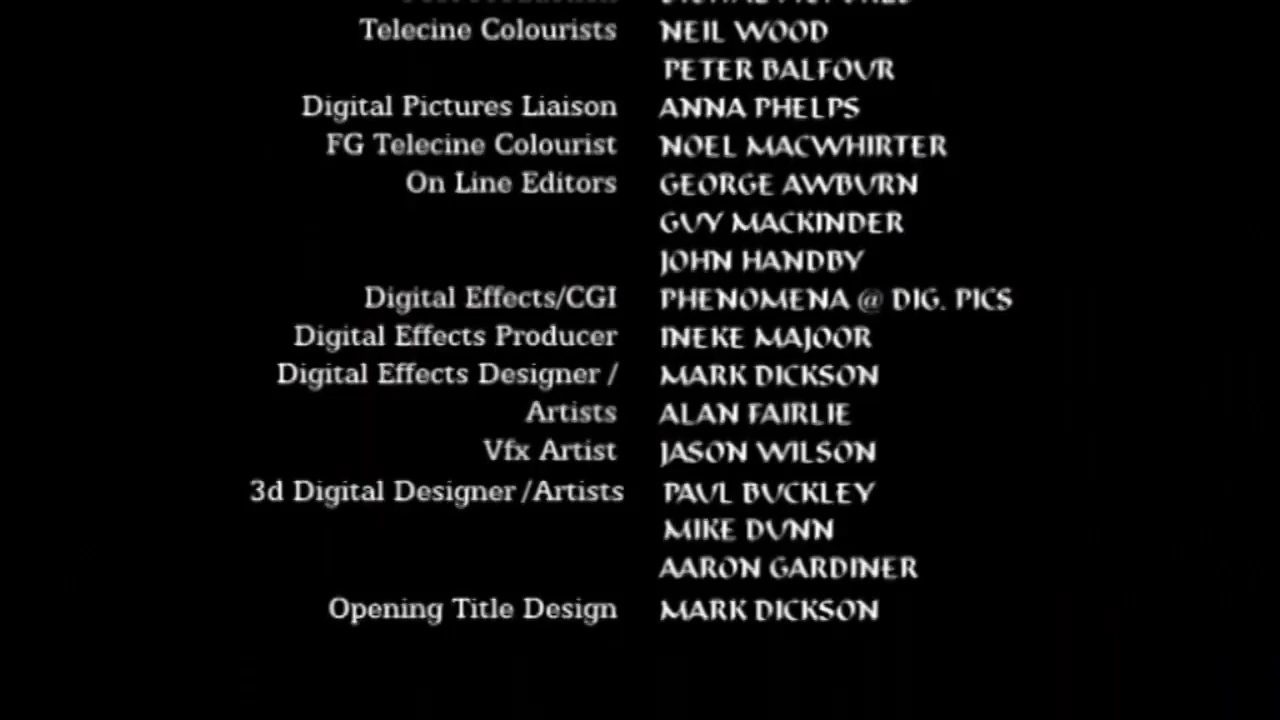 Telecine Colourists NEIL WOOD
PETER BALFOUR
Digital Pictures Liaison ANNA PHELPS
FG Telecine Colourist NOEL MACWHIRTER
On Line Editors GEORGE AWBURN
GUY MACKINDER
JOHN HANDBY
Digital Effects/CGI PHENOMENA @ DIG. PICS
Digital Effects Producer INEKE MAJOOR
Digital Effects Designer / MARK DICKSON
Artists ALAN FAIRLIE
Vfx Artist JASON WILSON
3d Digital Designer /Artists PAUL BUCKLEY
MIKE DUNN
AARON GARDINER
Opening Title Design MARK DICKSON